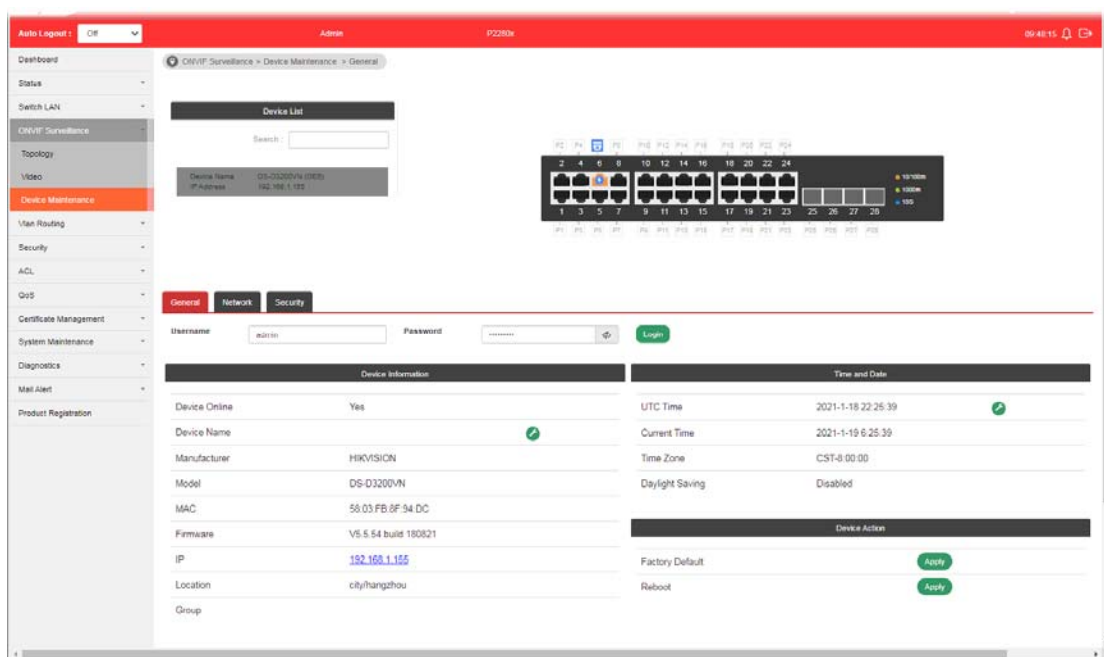 Auto Logout : Off Admin P2280x 09:48:15
Dashboard
Status
Switch LAN
ONVIF Surveillance
Topology
Video
Device Maintenance
Vlan Routing
Security
ACL
QoS
Certificate Management
System Maintenance
Diagnostics
Mail Alert
Product Registration
ONVIF Surveillance > Device Maintenance > General
Device List
Search :
Device Name DS-D3200VN
IP Address 192.168.1.155
2 4 6 8 10 12 14 16 18 20 22 24
10/100m
1000m
10G
1 3 5 7 9 11 13 15 17 19 21 23 25 26 27 28
General Network Security
Username admin Password ········· Login
Device Information
Device Online Yes
Device Name
Manufacturer HIKVISION
Model DS-D3200VN
MAC 58:03:FB:8F:94:DC
Firmware V5.5.54 build 180821
IP 192.168.1.155
Location city/hangzhou
Group
Time and Date
UTC Time 2021-1-18 22:25:39
Current Time 2021-1-19 6:25:39
Time Zone CST-8:00:00
Daylight Saving Disabled
Device Action
Factory Default Apply
Reboot Apply